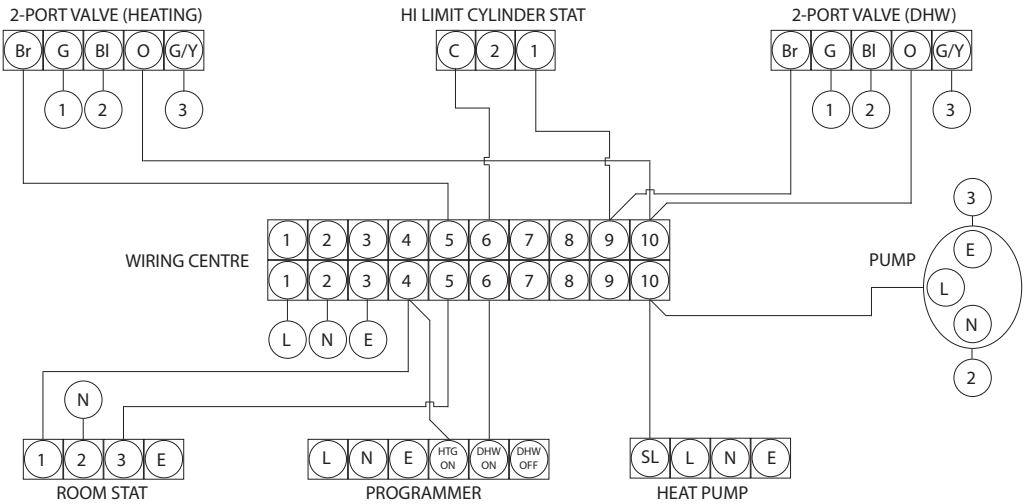 2-PORT VALVE (HEATING) HI LIMIT CYLINDER STAT 2-PORT VALVE (DHW)
Br G Bl O G/Y C 2 1 Br G Bl O G/Y
1 2 3 1 2 3
3
1 2 3 4 5 6 7 8 9 10
WIRING CENTRE PUMP E
1 2 3 4 5 6 7 8 9 10 L
L N E N
2
N
1 2 3 E L N E HTG ON DHW ON DHW OFF SL L N E
ROOM STAT PROGRAMMER HEAT PUMP